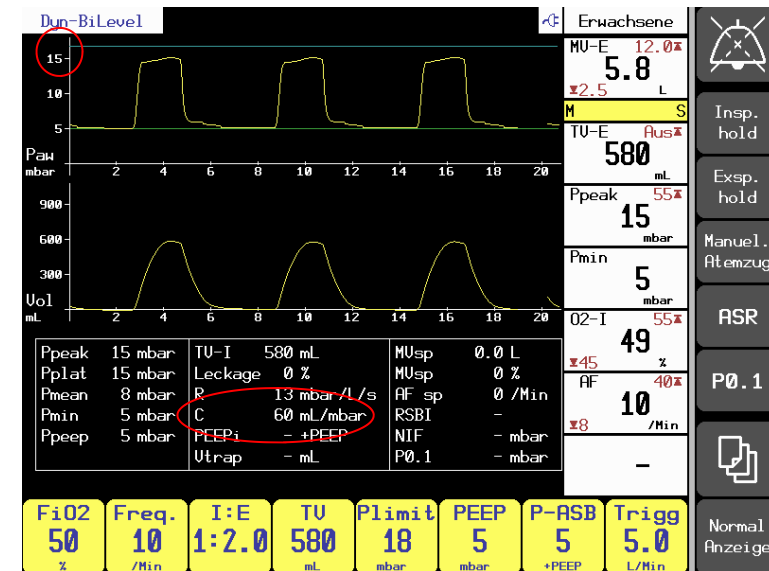 Dyn-BiLevel
Erwachsene
15
10
5
Paw
mbar
2 4 6 8 10 12 14 16 18 20
900
600
300
Vol
mL
2 4 6 8 10 12 14 16 18 20
MV-E 12.0
5.8
2.5 L
M S
TV-E Aus
580
mL
Ppeak 55
15
mbar
Pmin
5
mbar
O2-I 55
49
45 %
AF 40
10
8 /Min
-
Ppeak 15 mbar TV-I 580 mL MVsp 0.0 L
Pplat 15 mbar Leckage 0 % MVsp 0 %
Pmean 8 mbar R 13 mbar/L/s AF sp 0 /Min
Pmin 5 mbar C 60 mL/mbar RSBI -
Ppeep 5 mbar PEEPi - +PEEP NIF - mbar
Vtrap - mL P0.1 - mbar
FiO2 Freq. I:E TV Plimit PEEP P-ASB Trigg
50 10 1:2.0 580 18 5 5 5.0
% /Min mL mbar mbar +PEEP L/Min
Insp.
hold
Exsp.
hold
Manuel.
Atemzug
ASR
P0.1
Normal
Anzeige